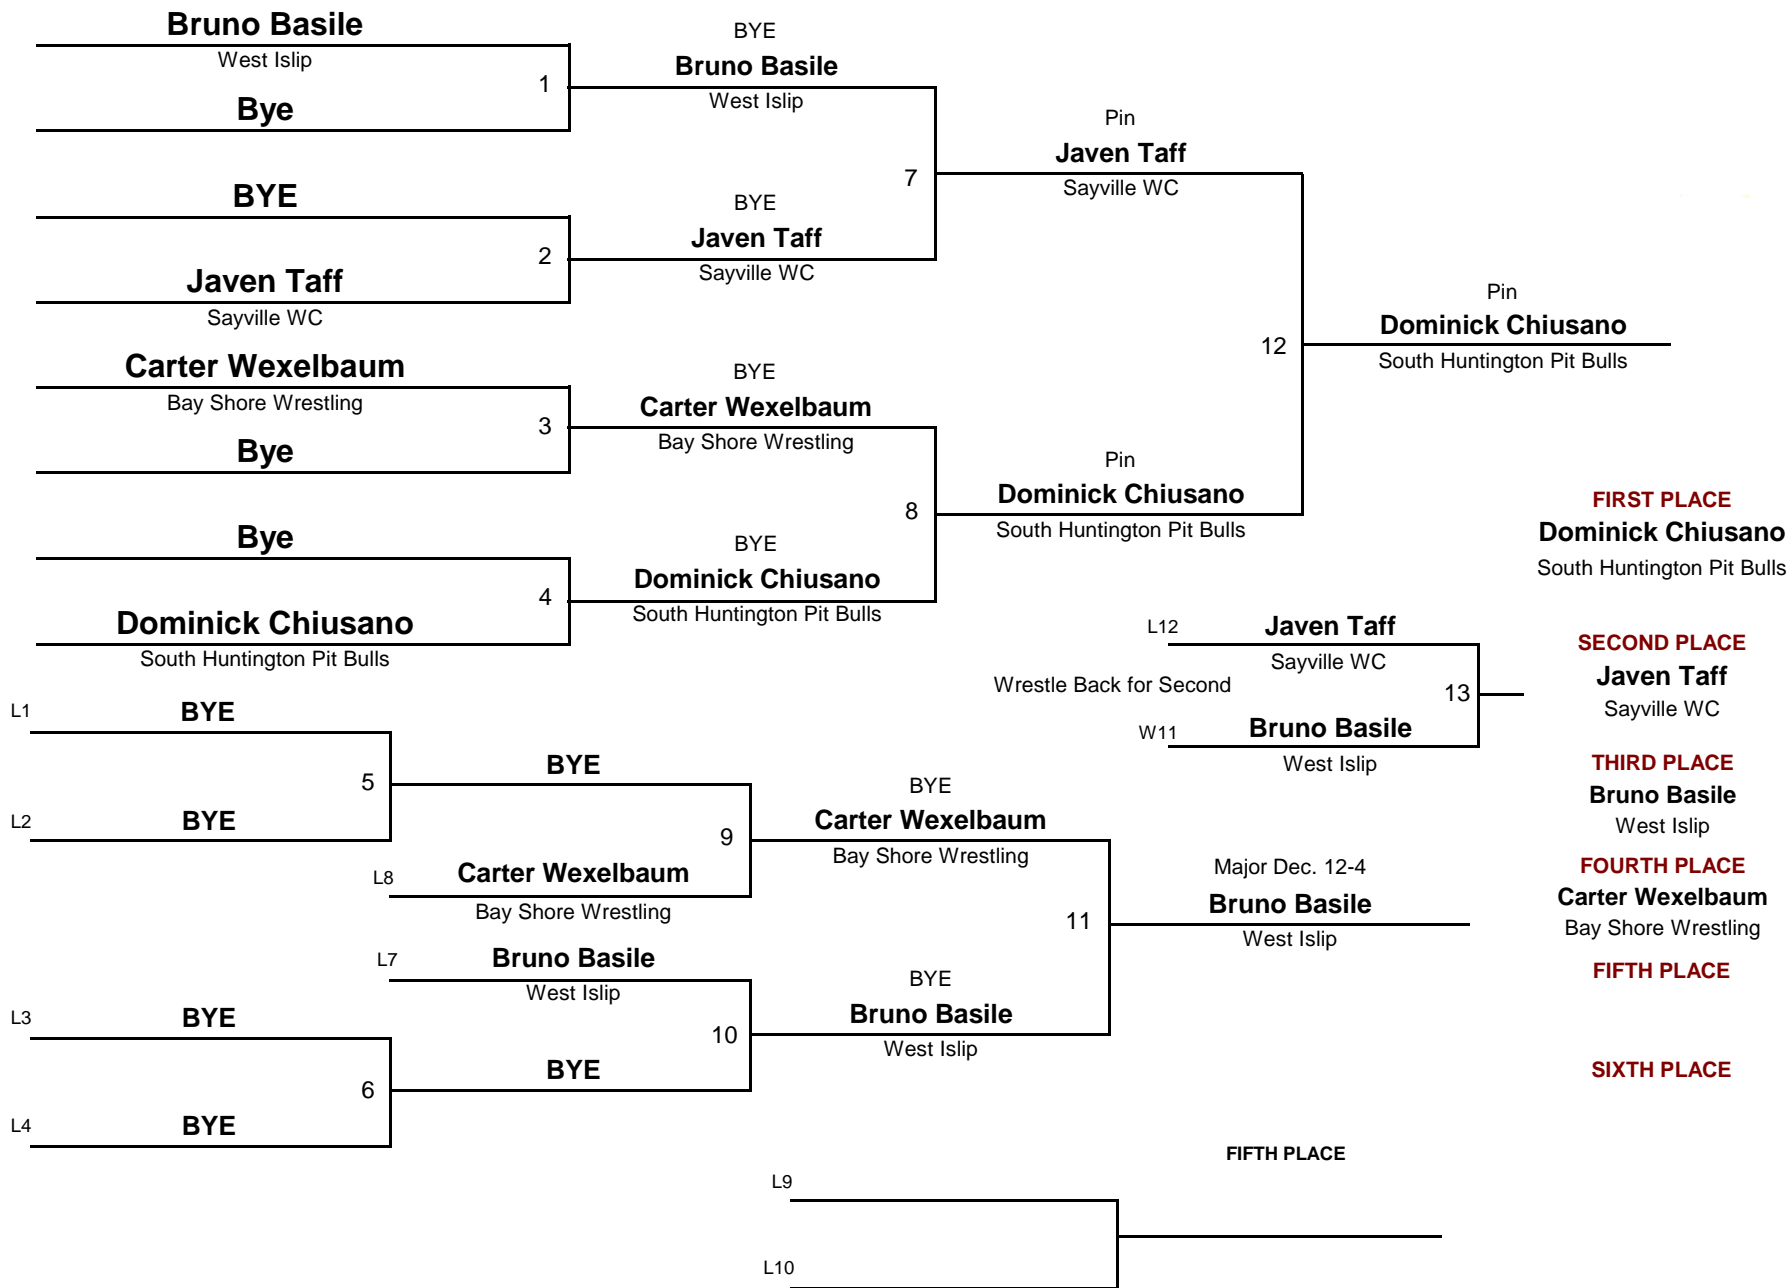 Bruno Basile
West Islip
1
Bye
BYE
Bruno Basile
West Islip
BYE
2
Javen Taff
Sayville WC
BYE
Javen Taff
Sayville WC
7
Pin
Javen Taff
Sayville WC
Carter Wexelbaum
Bay Shore Wrestling
3
Bye
BYE
Carter Wexelbaum
Bay Shore Wrestling
Bye
4
Dominick Chiusano
South Huntington Pit Bulls
BYE
Dominick Chiusano
South Huntington Pit Bulls
8
Pin
Dominick Chiusano
South Huntington Pit Bulls
12
Pin
Dominick Chiusano
South Huntington Pit Bulls
FIRST PLACE
Dominick Chiusano
South Huntington Pit Bulls
L12
Javen Taff
Sayville WC
Wrestle Back for Second
13
W11
Bruno Basile
West Islip
SECOND PLACE
Javen Taff
Sayville WC
THIRD PLACE
Bruno Basile
West Islip
FOURTH PLACE
Carter Wexelbaum
Bay Shore Wrestling
FIFTH PLACE
SIXTH PLACE
L1
BYE
5
L2
BYE
BYE
9
L8
Carter Wexelbaum
Bay Shore Wrestling
BYE
Carter Wexelbaum
Bay Shore Wrestling
L7
Bruno Basile
West Islip
10
L3
BYE
6
L4
BYE
BYE
BYE
Bruno Basile
West Islip
11
Major Dec. 12-4
Bruno Basile
West Islip
FIFTH PLACE
L9
L10